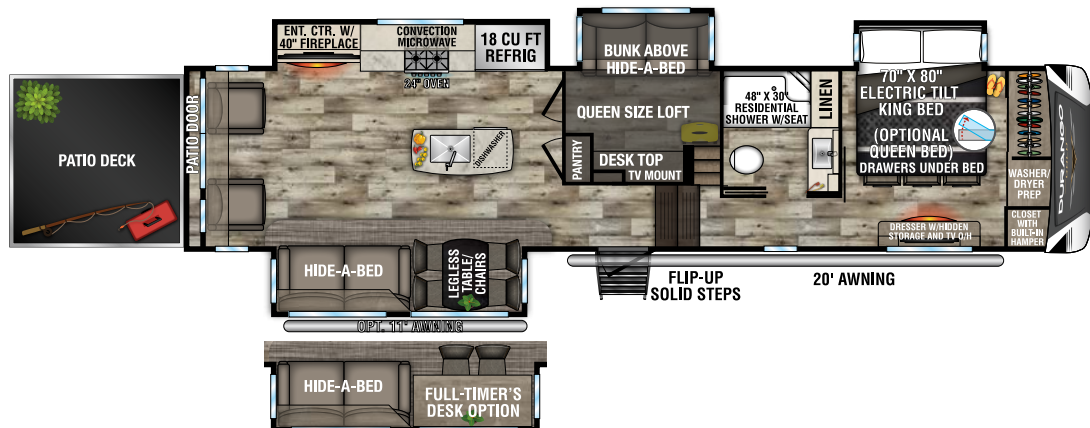 PATIO DECK
PATIO DOOR
ENT. CTR. W/
40" FIREPLACE
CONVECTION
MICROWAVE
24" OVEN
18 CU FT
REFRIG
DISHWASHER
PANTRY
BUNK ABOVE
HIDE-A-BED
QUEEN SIZE LOFT
DESK TOP
TV MOUNT
48" X 30"
RESIDENTIAL
SHOWER W/SEAT
LINEN
70" X 80"
ELECTRIC TILT
KING BED
(OPTIONAL
QUEEN BED)
DRAWERS UNDER BED
WASHER/
DRYER
PREP
CLOSET
WITH
BUILT-IN
HAMPER
DRESSER W/HIDDEN
STORAGE AND TV O/H
DURANGO
HIDE-A-BED
LEGLESS
TABLE/
CHAIRS
OPT. 11' AWNING
FLIP-UP
SOLID STEPS
20' AWNING
HIDE-A-BED
FULL-TIMER'S
DESK OPTION